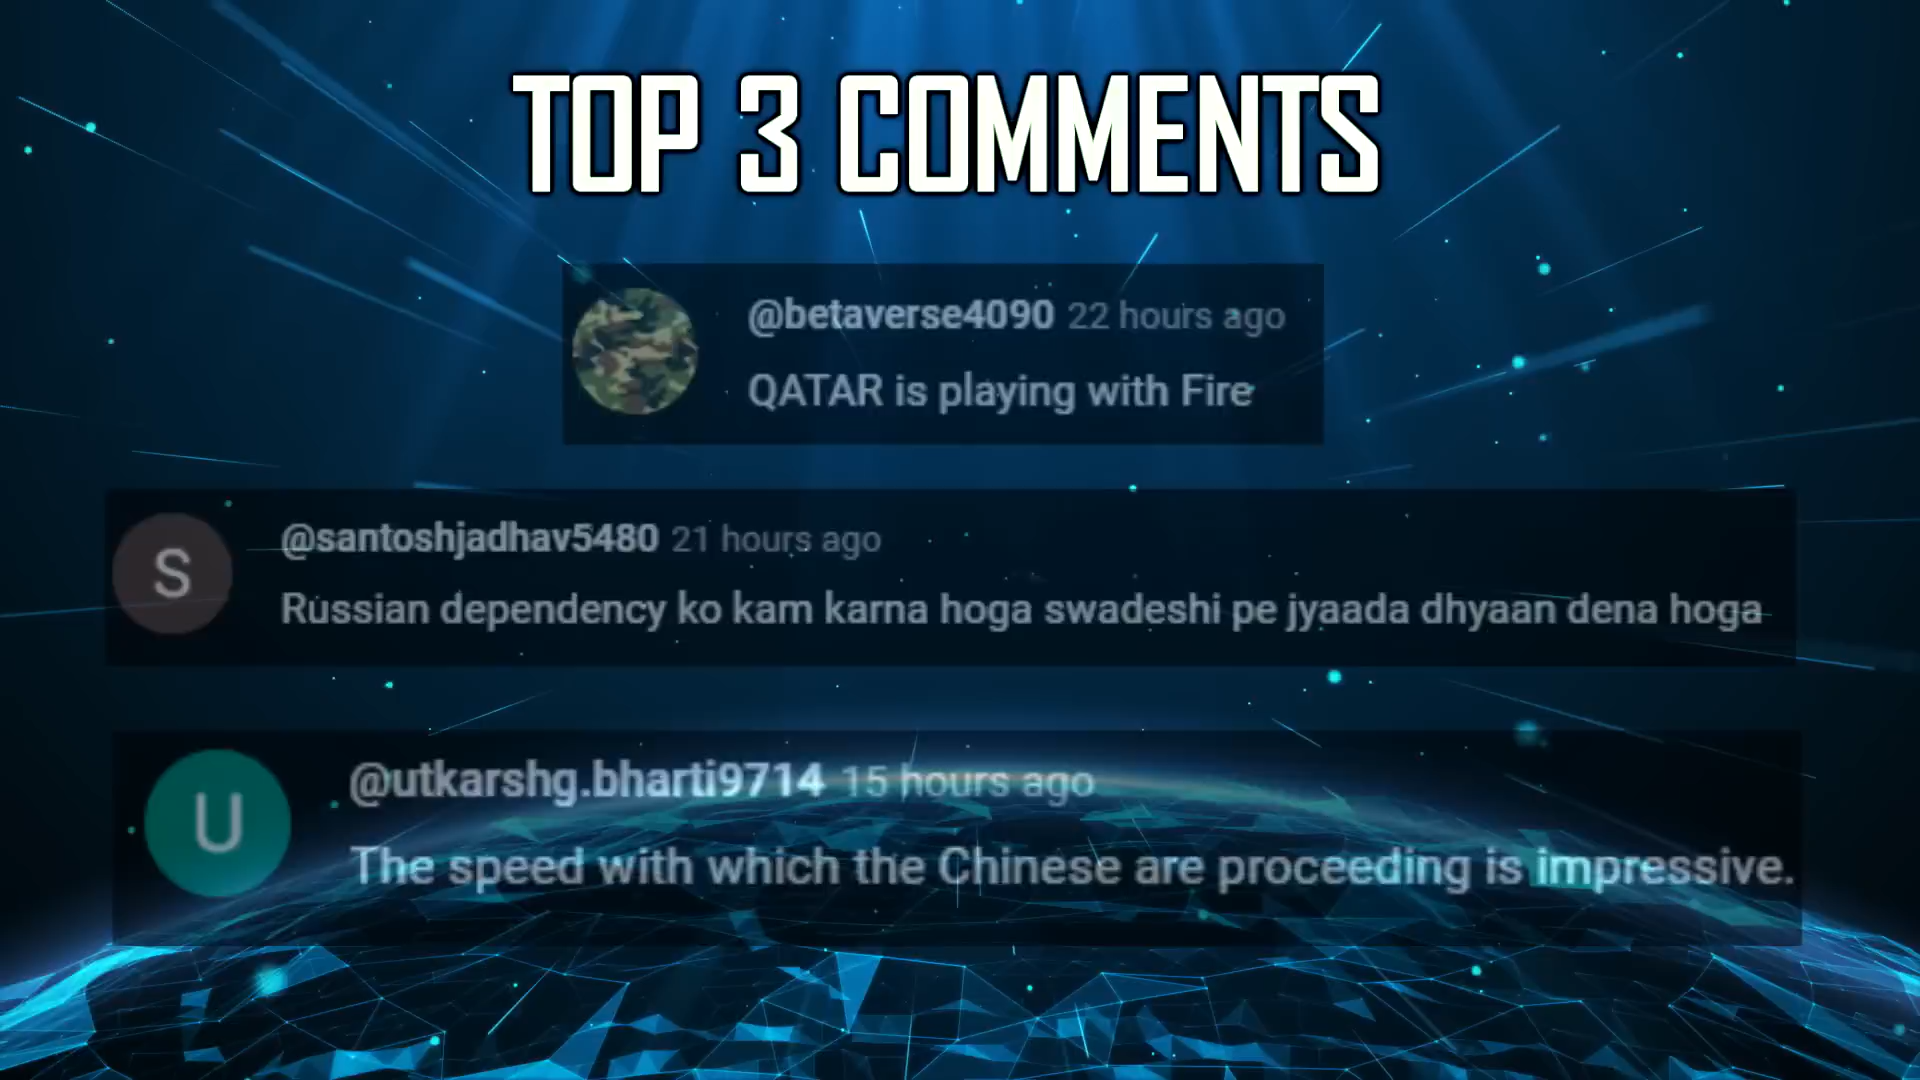 TOP 3 COMMENTS
@betaverse4090 22 hours ago
QATAR is playing with Fire
S
@santoshjadhav5480 21 hours ago
Russian dependency ko kam karna hoga swadeshi pe jyaada dhyaan dena hoga
U
@utkarshg.bharti9714 15 hours ago
The speed with which the Chinese are proceeding is impressive.